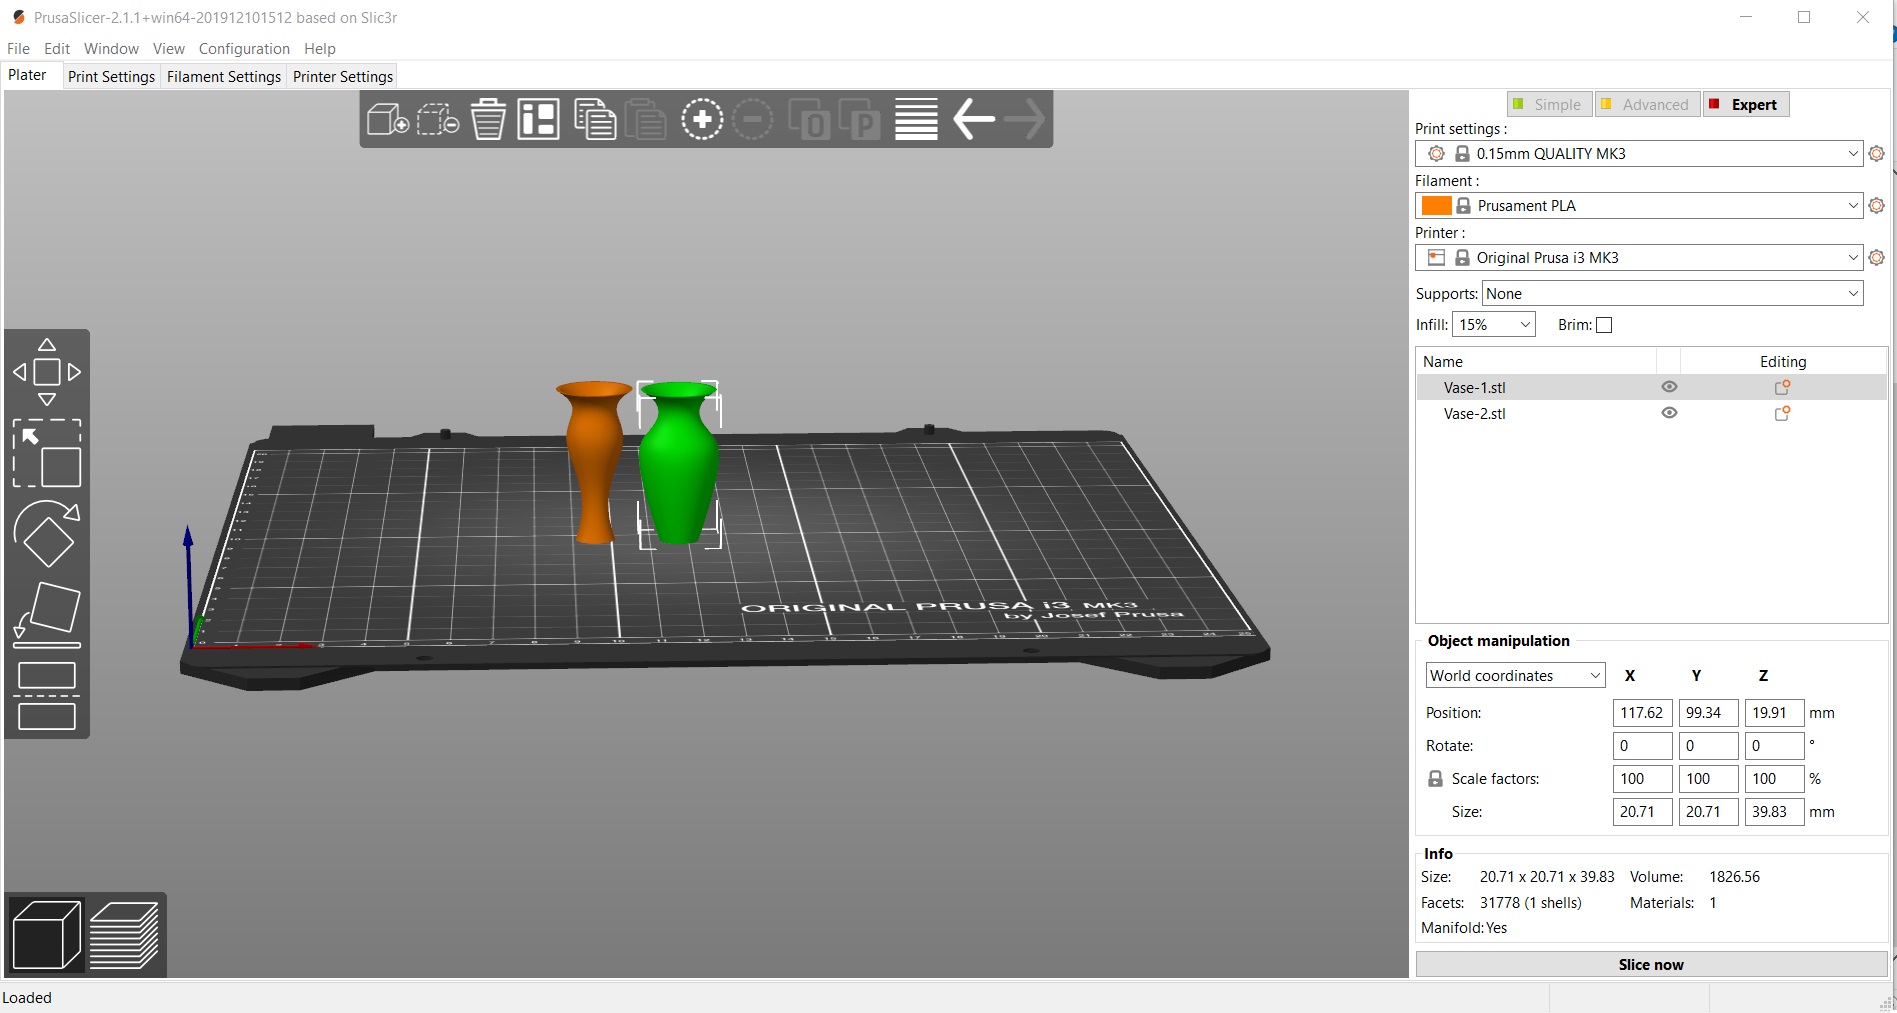 PrusaSlicer-2.1.1+win64-201912101512 based on Slic3r
File Edit Window View Configuration Help
Plater Print Settings Filament Settings Printer Settings
Simple Advanced Expert
Print settings :
0.15mm QUALITY MK3
Filament :
Prusament PLA
Printer :
Original Prusa i3 MK3
Supports: None
Infill: 15% Brim:
Name Editing
Vase-1.stl
Vase-2.stl
ORIGINAL PRUSA i3 MK3
by Josef Prusa
Object manipulation
World coordinates X Y Z
Position: 117.62 99.34 19.91 mm
Rotate: 0 0 0 °
Scale factors: 100 100 100 %
Size: 20.71 20.71 39.83 mm
Info
Size: 20.71 x 20.71 x 39.83 Volume: 1826.56
Facets: 31778 (1 shells) Materials: 1
Manifold: Yes
Slice now
Loaded